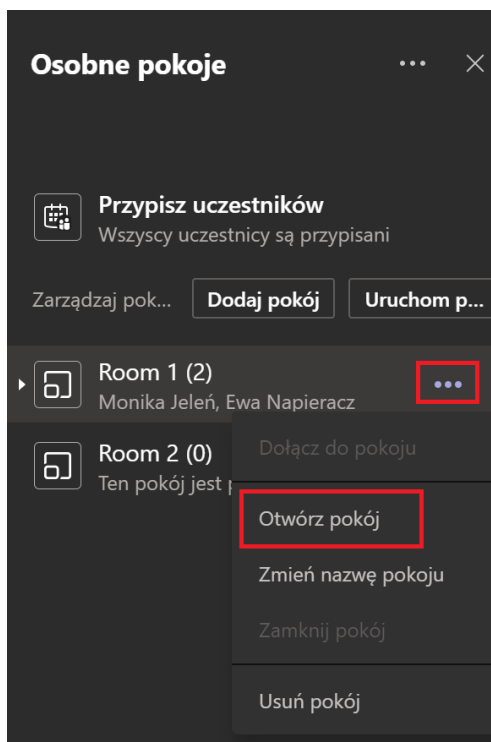 Osobne pokoje
Przypisz uczestników
Wszyscy uczestnicy są przypisani
Zarządzaj pok... Dodaj pokój Uruchom p...
Room 1 (2)
Monika Jeleń, Ewa Napieracz
Room 2 (0)
Ten pokój jest
Dołącz do pokoju
Otwórz pokój
Zmień nazwę pokoju
Zamknij pokój
Usuń pokój